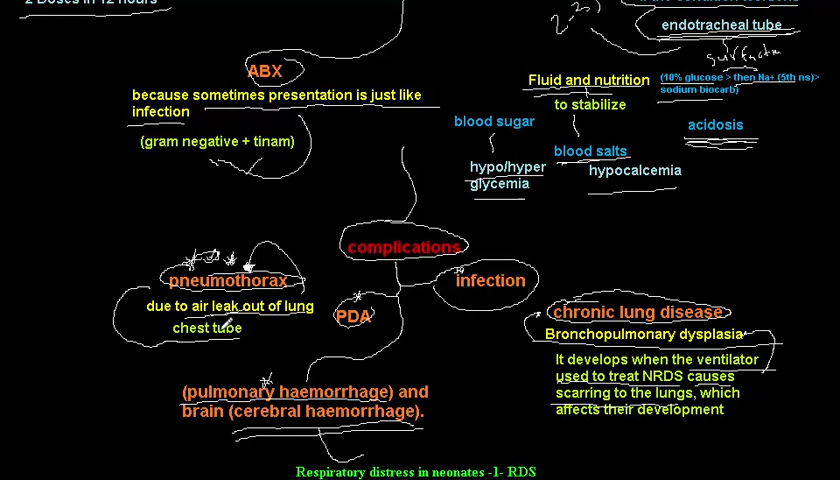 2 Doses in 12 hours
endotracheal tube
ABX
because sometimes presentation is just like
infection
(gram negative + tinam)
Fluid and nutrition
to stabilize
(10% glucose > then Na+ (5th ns)>
sodium biocarb)
acidosis
blood sugar
hypo/hyper
glycemia
blood salts
hypocalcemia
complications
pneumothorax
due to air leak out of lung
chest tube
PDA
infection
chronic lung disease
Bronchopulmonary dysplasia
It develops when the ventilator
used to treat NRDS causes
scarring to the lungs, which
affects their development
(pulmonary haemorrhage) and
brain (cerebral haemorrhage).
Respiratory distress in neonates -1- RDS